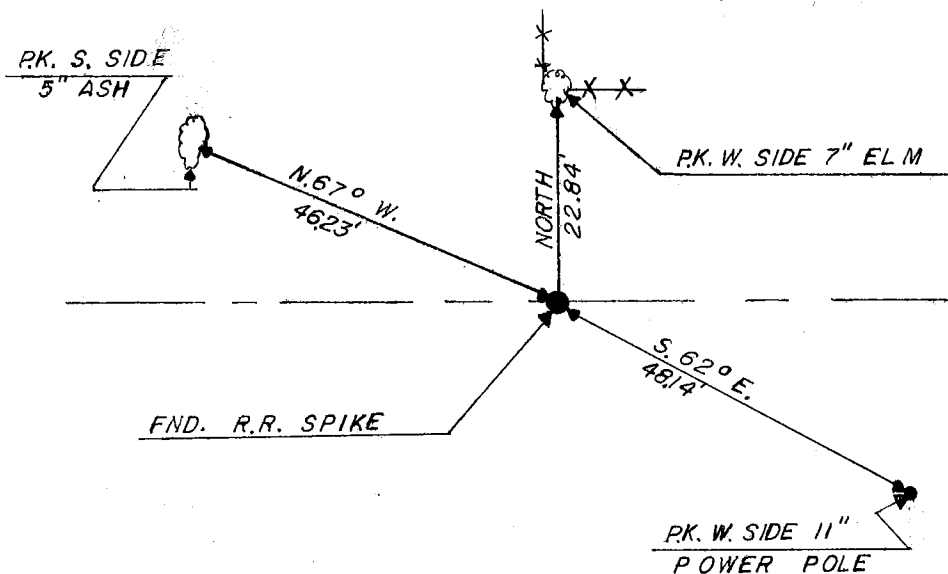 P.K. S. SIDE
5" ASH
P.K. W. SIDE 7" ELM
N. 67° W.
46.23'
NORTH
22.84'
S. 62° E.
48.14'
FND. R.R. SPIKE
P.K. W. SIDE 11"
POWER POLE